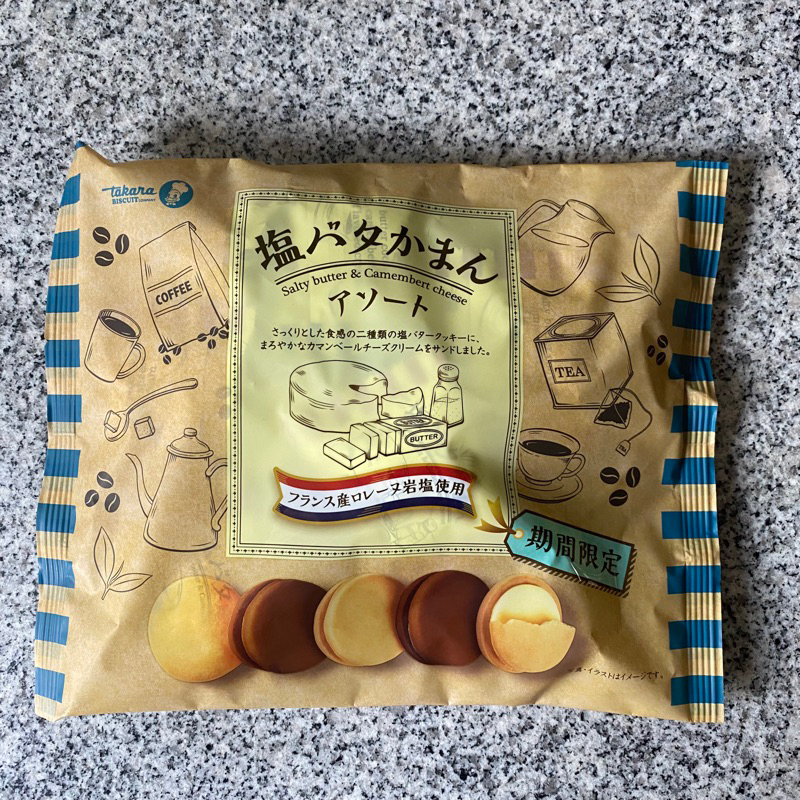 takara
BISCUIT COMPANY
塩バタかまん
Salty butter & Camembert cheese
アソート
さっくりとした食感の二種類の塩バタークッキーに、
まろやかなカマンベールチーズクリームをサンドしました。
COFFEE
TEA
BUTTER
フランス産ロレーヌ岩塩使用
期間限定
・イラストはイメージです。